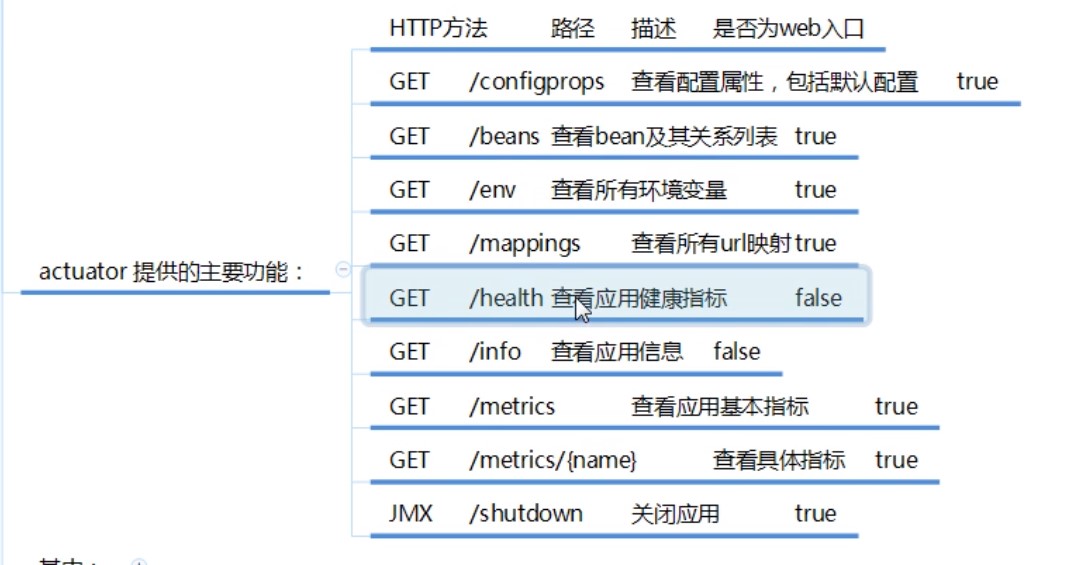 HTTP方法 路径 描述 是否为web入口
GET /configprops 查看配置属性，包括默认配置 true
GET /beans 查看bean及其关系列表 true
GET /env 查看所有环境变量 true
GET /mappings 查看所有url映射 true
actuator 提供的主要功能：
GET /health 查看应用健康指标 false
GET /info 查看应用信息 false
GET /metrics 查看应用基本指标 true
GET /metrics/{name} 查看具体指标 true
JMX /shutdown 关闭应用 true